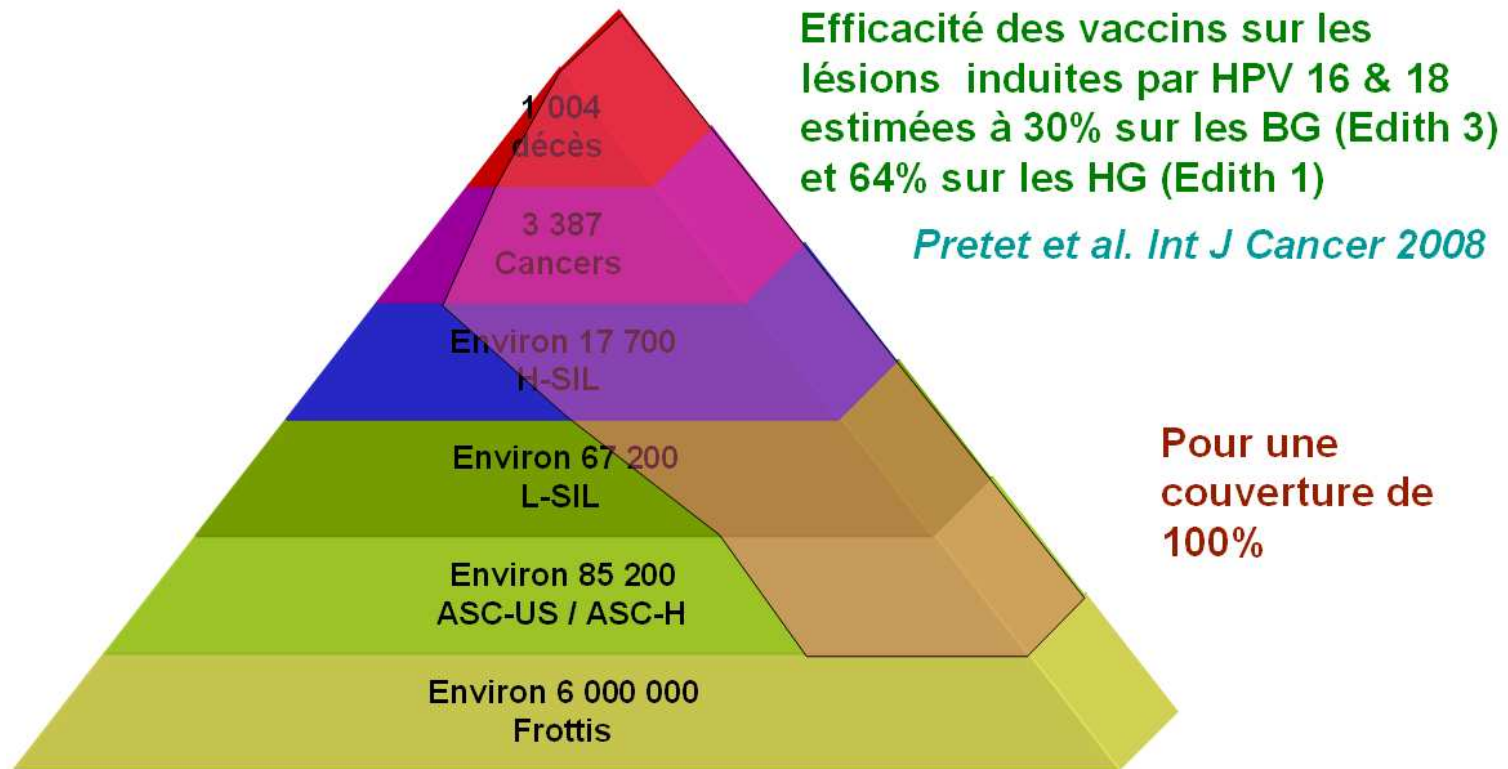 Efficacité des vaccins sur les
lésions induites par HPV 16 & 18
estimées à 30% sur les BG (Edith 3)
et 64% sur les HG (Edith 1)
Pretet et al. Int J Cancer 2008
1 004
décès
3 387
Cancers
Environ 17 700
H-SIL
Environ 67 200
L-SIL
Pour une
couverture de
100%
Environ 85 200
ASC-US / ASC-H
Environ 6 000 000
Frottis